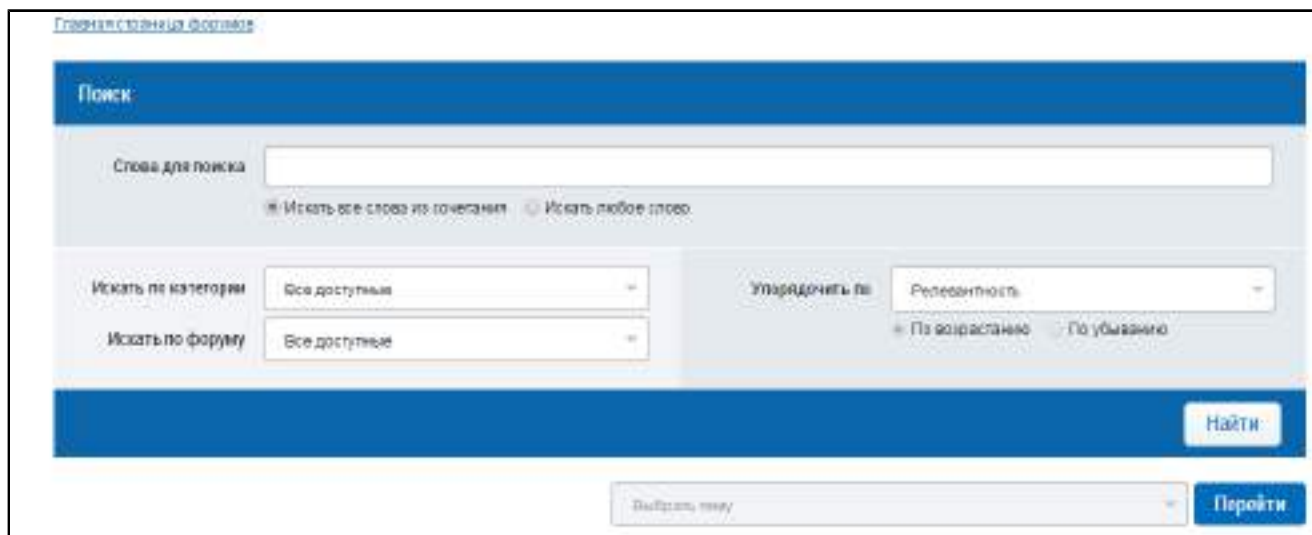 Главная страница форумов
Поиск
Слова для поиска
Искать все слова из сочетания Искать любое слово
Искать по категории Все доступные Упорядочить по Релевантность
По возрастанию По убыванию
Искать по форуму Все доступные
Найти
Выбрать тему Перейти